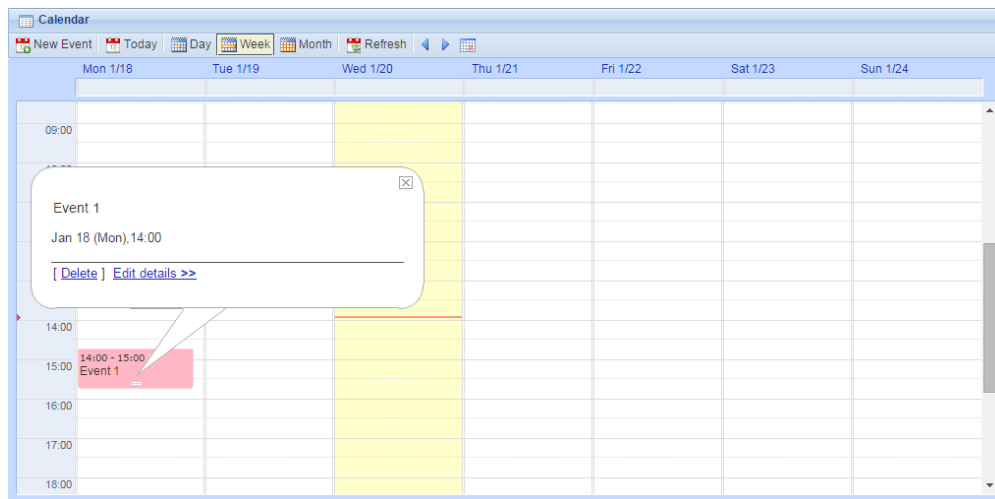 Calendar
New Event Today Day Week Month Refresh
Mon 1/18 Tue 1/19 Wed 1/20 Thu 1/21 Fri 1/22 Sat 1/23 Sun 1/24
09:00
Event 1
Jan 18 (Mon),14:00
[ Delete ] Edit details >>
14:00
14:00 - 15:00
15:00 Event 1
16:00
17:00
18:00